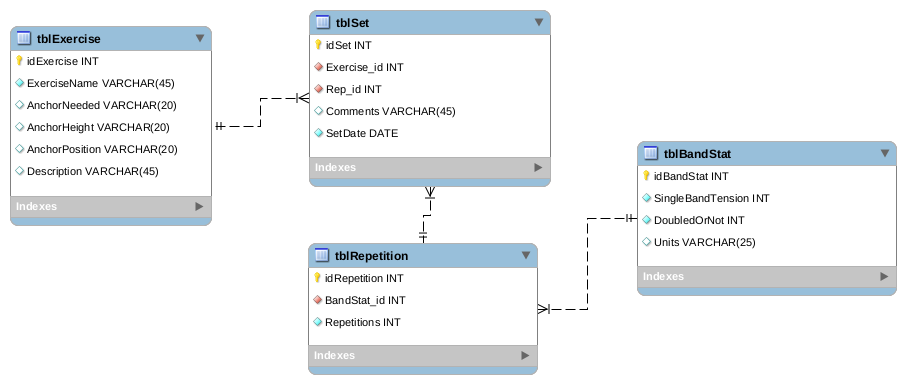 tblExercise
idExercise INT
ExerciseName VARCHAR(45)
AnchorNeeded VARCHAR(20)
AnchorHeight VARCHAR(20)
AnchorPosition VARCHAR(20)
Description VARCHAR(45)
Indexes
tblSet
idSet INT
Exercise_id INT
Rep_id INT
Comments VARCHAR(45)
SetDate DATE
Indexes
tblRepetition
idRepetition INT
BandStat_id INT
Repetitions INT
Indexes
tblBandStat
idBandStat INT
SingleBandTension INT
DoubledOrNot INT
Units VARCHAR(25)
Indexes